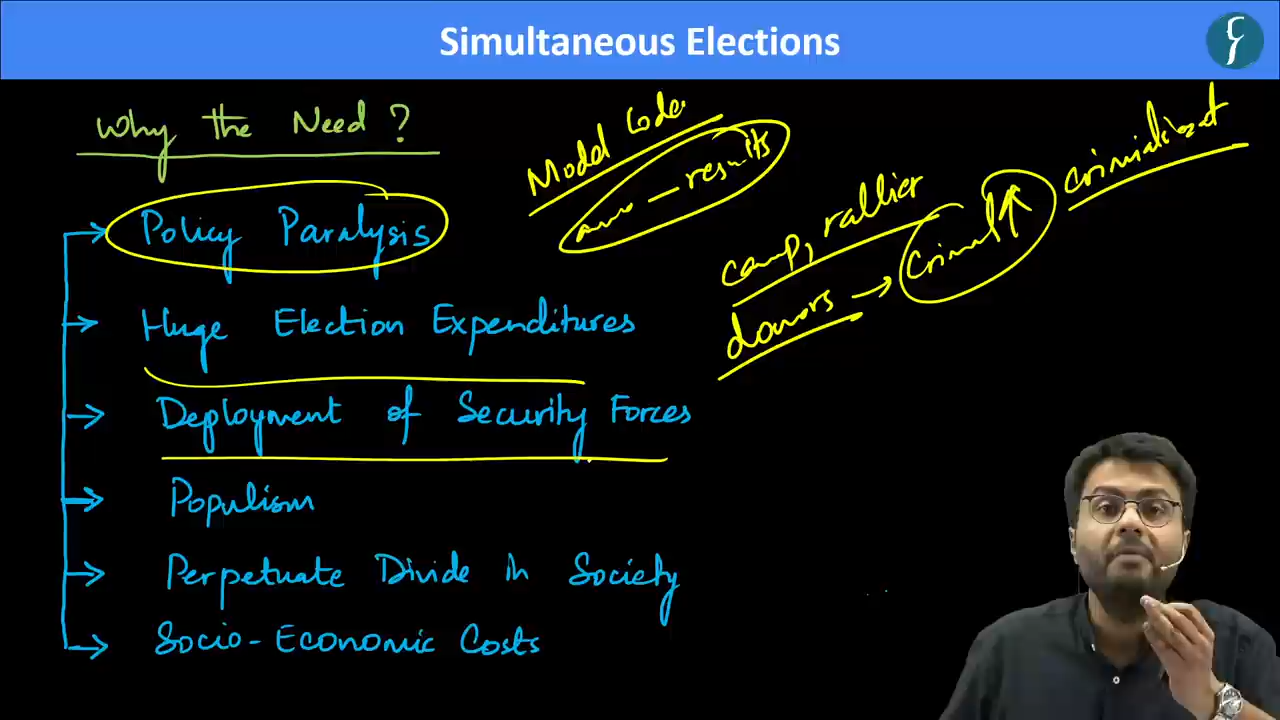 Simultaneous Elections
Why the Need?
Policy Paralysis
Huge Election Expenditures
Deployment of Security Forces
Populism
Perpetuate Divide in Society
Socio-Economic Costs
Model Code
results
camp, rallies
donors → criminal ↑